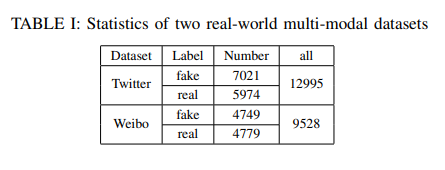 TABLE I: Statistics of two real-world multi-modal datasets
Dataset Label Number all
Twitter fake 7021 12995
real 5974
Weibo fake 4749 9528
real 4779